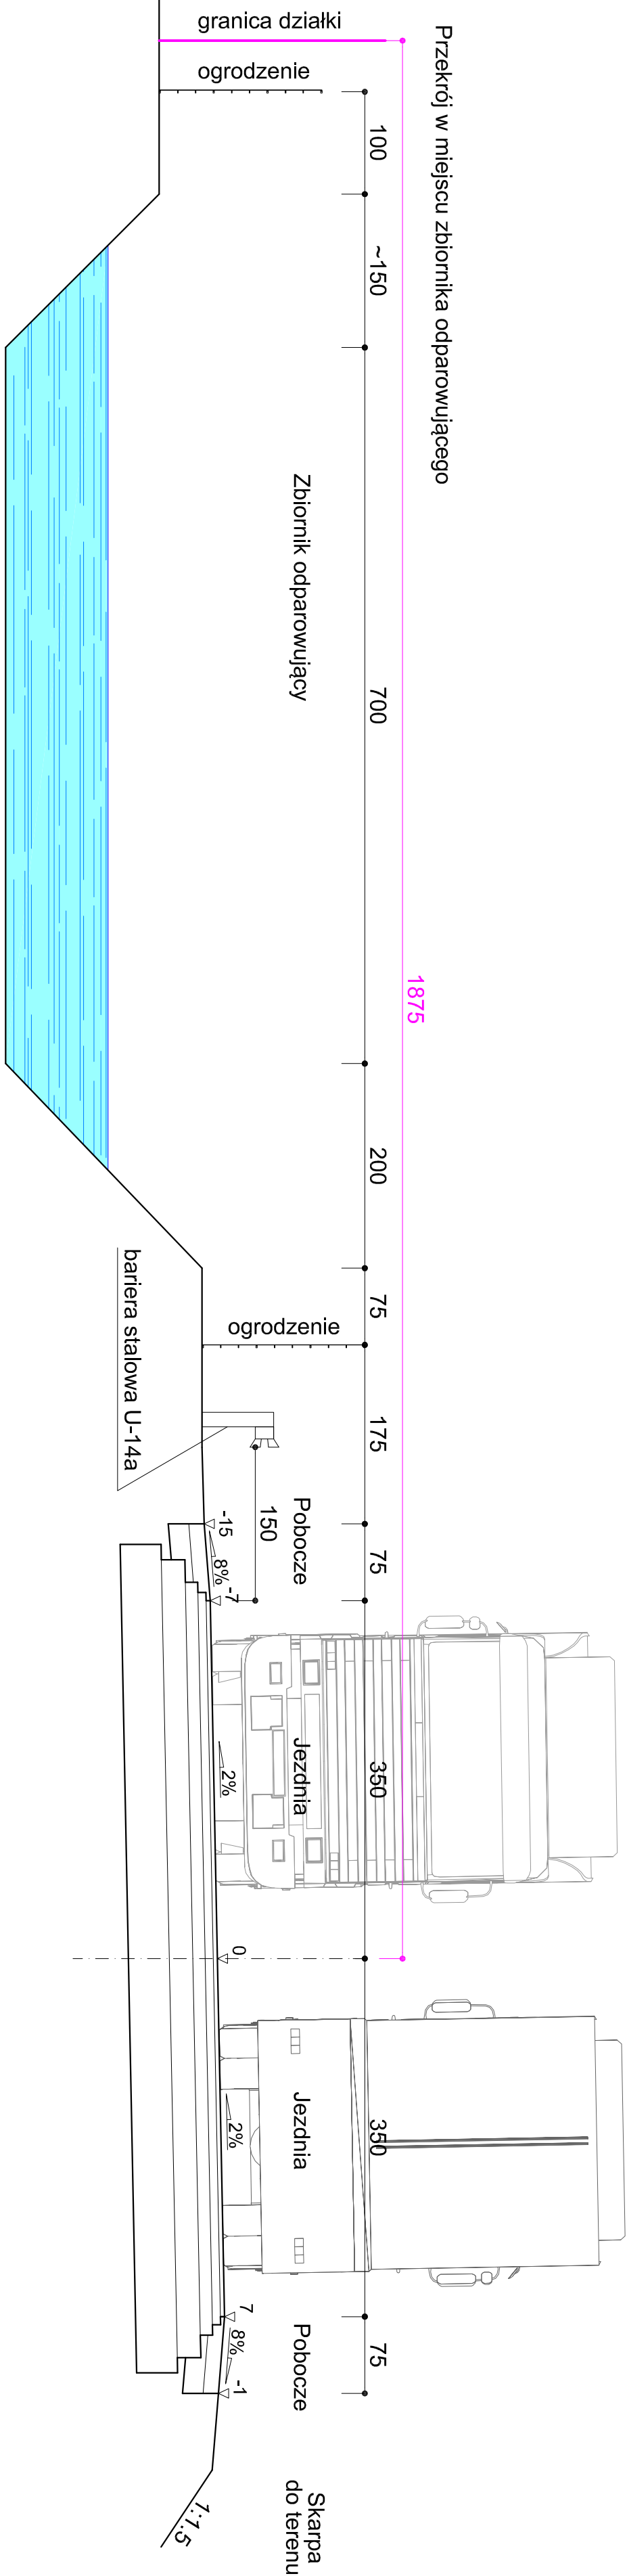 Przekrój w miejscu zbiornika odparowującego
1875
100
~150
700
200
75
175
75
350
350
75
granica działki
ogrodzenie
Zbiornik odparowujący
ogrodzenie
bariera stalowa U-14a
150
Pobocze
Jezdnia
Jezdnia
Pobocze
Skarpa
do terenu
-15
8%
-7
2%
0
2%
7
8%
-1
1:1.5